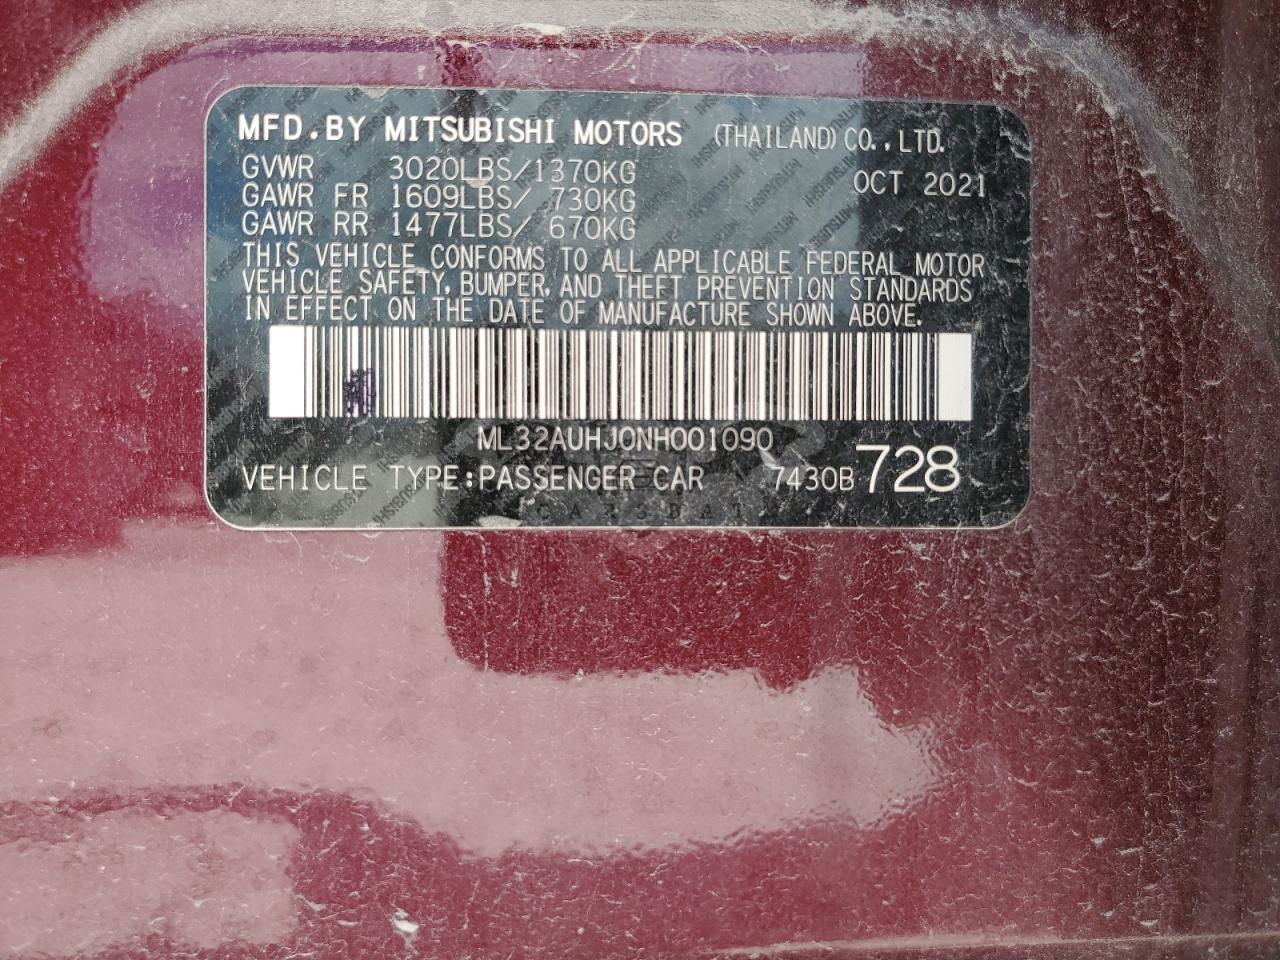 MFD.BY MITSUBISHI MOTORS (THAILAND)CO.,LTD.
GVWR 3020LBS/1370KG OCT 2021
GAWR FR 1609LBS/ 730KG
GAWR RR 1477LBS/ 670KG
THIS VEHICLE CONFORMS TO ALL APPLICABLE FEDERAL MOTOR
VEHICLE SAFETY, BUMPER, AND THEFT PREVENTION STANDARDS
IN EFFECT ON THE DATE OF MANUFACTURE SHOWN ABOVE.
ML32AUHJ0NH001090
VEHICLE TYPE:PASSENGER CAR 7430B 728